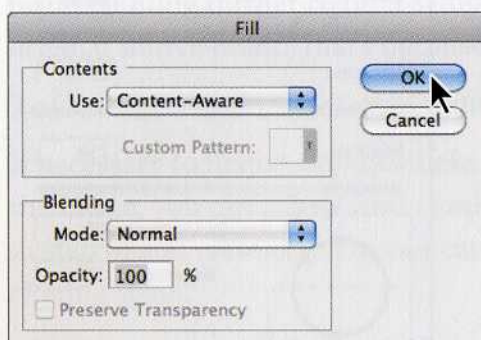 Fill
Contents
Use: Content-Aware
Custom Pattern:
OK
Cancel
Blending
Mode: Normal
Opacity: 100 %
Preserve Transparency